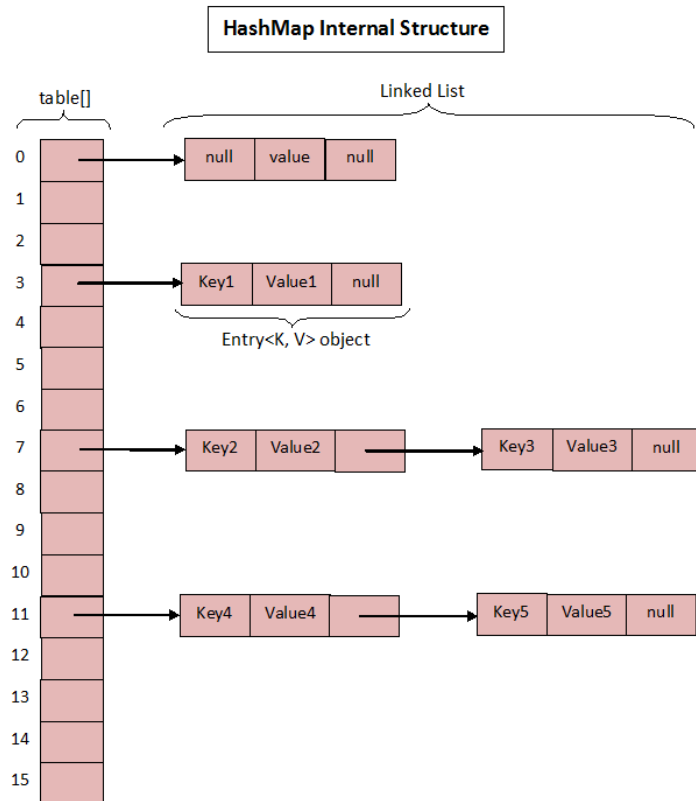 HashMap Internal Structure
table[]
Linked List
0
null value null
1
2
3
Key1 Value1 null
4
Entry<K, V> object
5
6
7
Key2 Value2
Key3 Value3 null
8
9
10
11
Key4 Value4
Key5 Value5 null
12
13
14
15